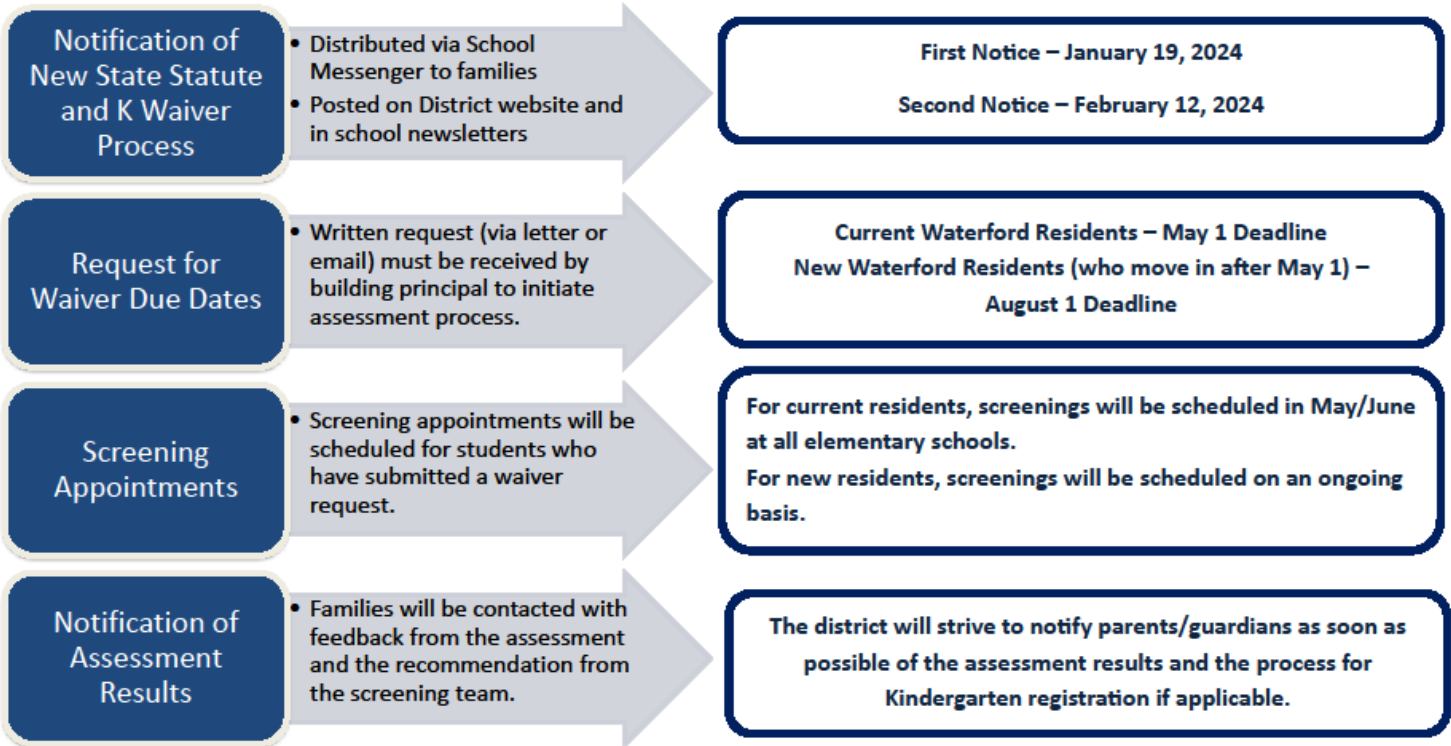 Notification of
New State Statute
and K Waiver
Process
• Distributed via School
Messenger to families
• Posted on District website and
in school newsletters
First Notice – January 19, 2024
Second Notice – February 12, 2024
Request for
Waiver Due Dates
• Written request (via letter or
email) must be received by
building principal to initiate
assessment process.
Current Waterford Residents – May 1 Deadline
New Waterford Residents (who move in after May 1) –
August 1 Deadline
Screening
Appointments
• Screening appointments will be
scheduled for students who
have submitted a waiver
request.
For current residents, screenings will be scheduled in May/June
at all elementary schools.
For new residents, screenings will be scheduled on an ongoing
basis.
Notification of
Assessment
Results
• Families will be contacted with
feedback from the assessment
and the recommendation from
the screening team.
The district will strive to notify parents/guardians as soon as
possible of the assessment results and the process for
Kindergarten registration if applicable.